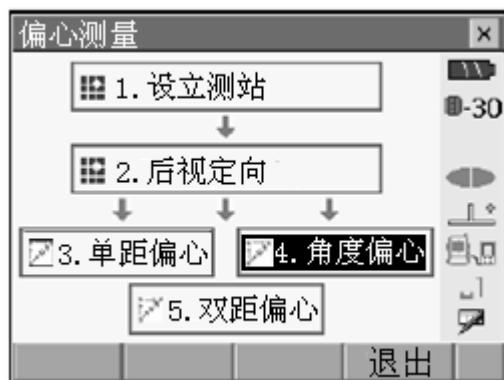 偏心测量
1.设立测站
-30
2.后视定向
3.单距偏心
4.角度偏心
5.双距偏心
退出